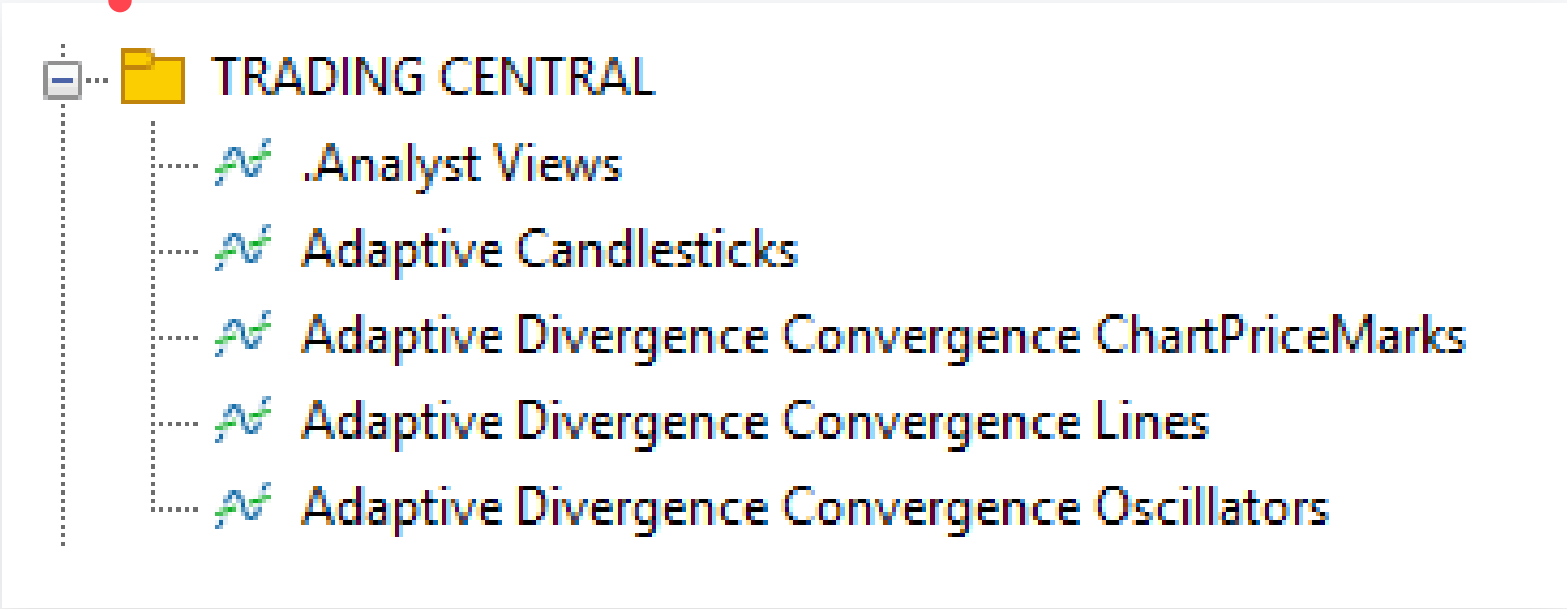 TRADING CENTRAL
.Analyst Views
Adaptive Candlesticks
Adaptive Divergence Convergence ChartPriceMarks
Adaptive Divergence Convergence Lines
Adaptive Divergence Convergence Oscillators